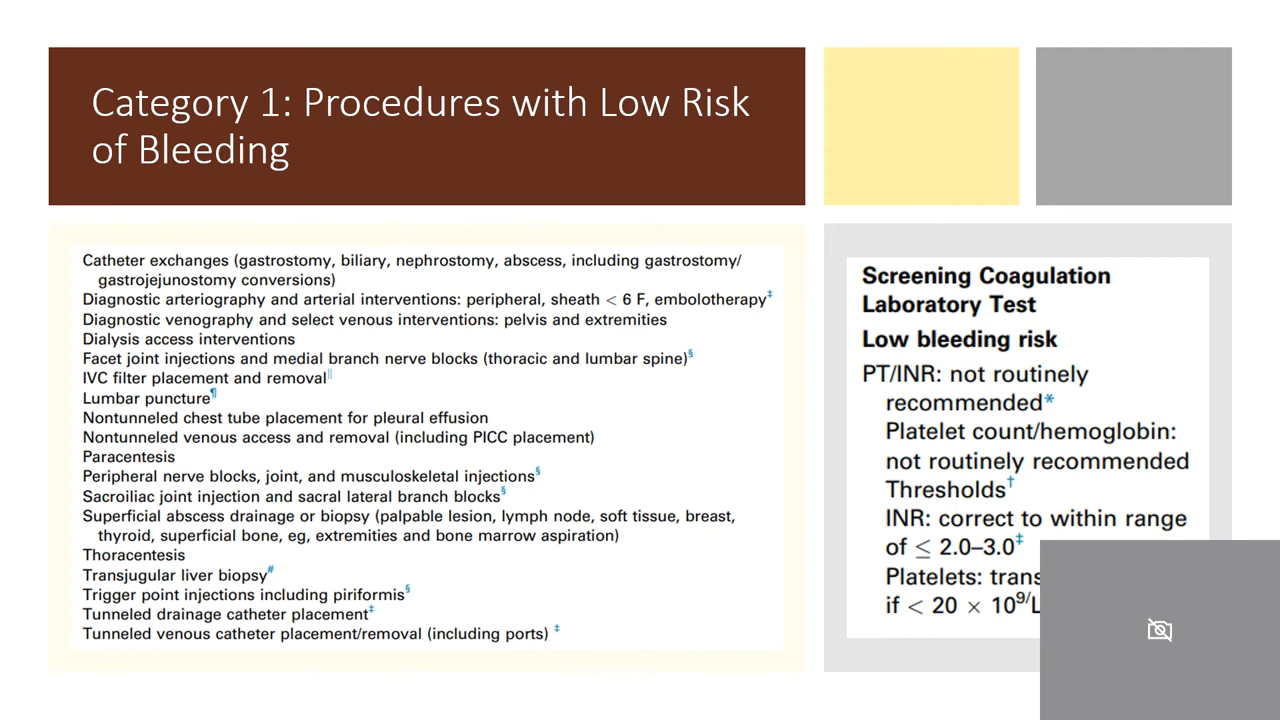 Category 1: Procedures with Low Risk
of Bleeding
Catheter exchanges (gastrostomy, biliary, nephrostomy, abscess, including gastrostomy/
gastrojejunostomy conversions)
Diagnostic arteriography and arterial interventions: peripheral, sheath < 6 F, embolotherapy‡
Diagnostic venography and select venous interventions: pelvis and extremities
Dialysis access interventions
Facet joint injections and medial branch nerve blocks (thoracic and lumbar spine)§
IVC filter placement and removal||
Lumbar puncture¶
Nontunneled chest tube placement for pleural effusion
Nontunneled venous access and removal (including PICC placement)
Paracentesis
Peripheral nerve blocks, joint, and musculoskeletal injections§
Sacroiliac joint injection and sacral lateral branch blocks§
Superficial abscess drainage or biopsy (palpable lesion, lymph node, soft tissue, breast,
thyroid, superficial bone, eg, extremities and bone marrow aspiration)
Thoracentesis
Transjugular liver biopsy#
Trigger point injections including piriformis§
Tunneled drainage catheter placement‡
Tunneled venous catheter placement/removal (including ports) ‡
Screening Coagulation
Laboratory Test
Low bleeding risk
PT/INR: not routinely
recommended*
Platelet count/hemoglobin:
not routinely recommended
Thresholds†
INR: correct to within range
of ≤ 2.0–3.0‡
Platelets:
if < 20 × 10⁹/L